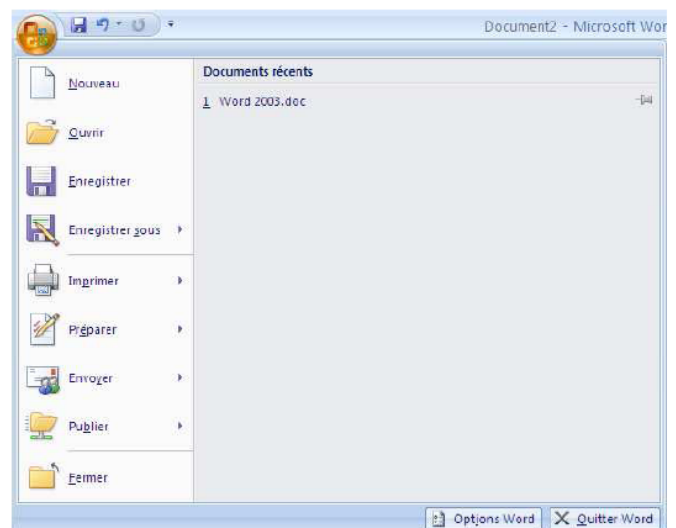 Document2 - Microsoft Wor
Nouveau
Ouvrir
Enregistrer
Enregistrer sous
Imprimer
Préparer
Envoyer
Publier
Fermer
Documents récents
1 Word 2003.doc
Options Word
Quitter Word